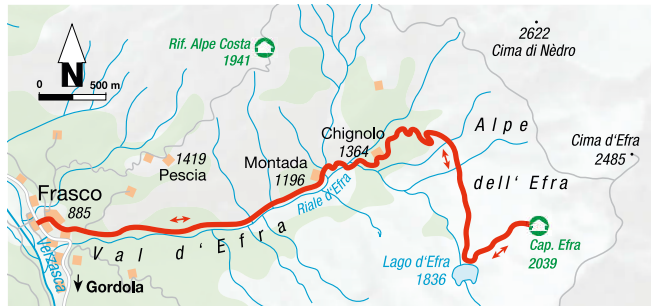 2622
Cima di Nèdro
Rif. Alpe Costa
1941
0 500 m
N
Chignolo
1364
Alpe
Cima d'Efra
2485
1419
Pescia
Montada
1196
dell' Efra
Frasco
885
Riale d'Efra
Val d'Efra
Verzasca
Lago d'Efra
1836
Cap. Efra
2039
Gordola